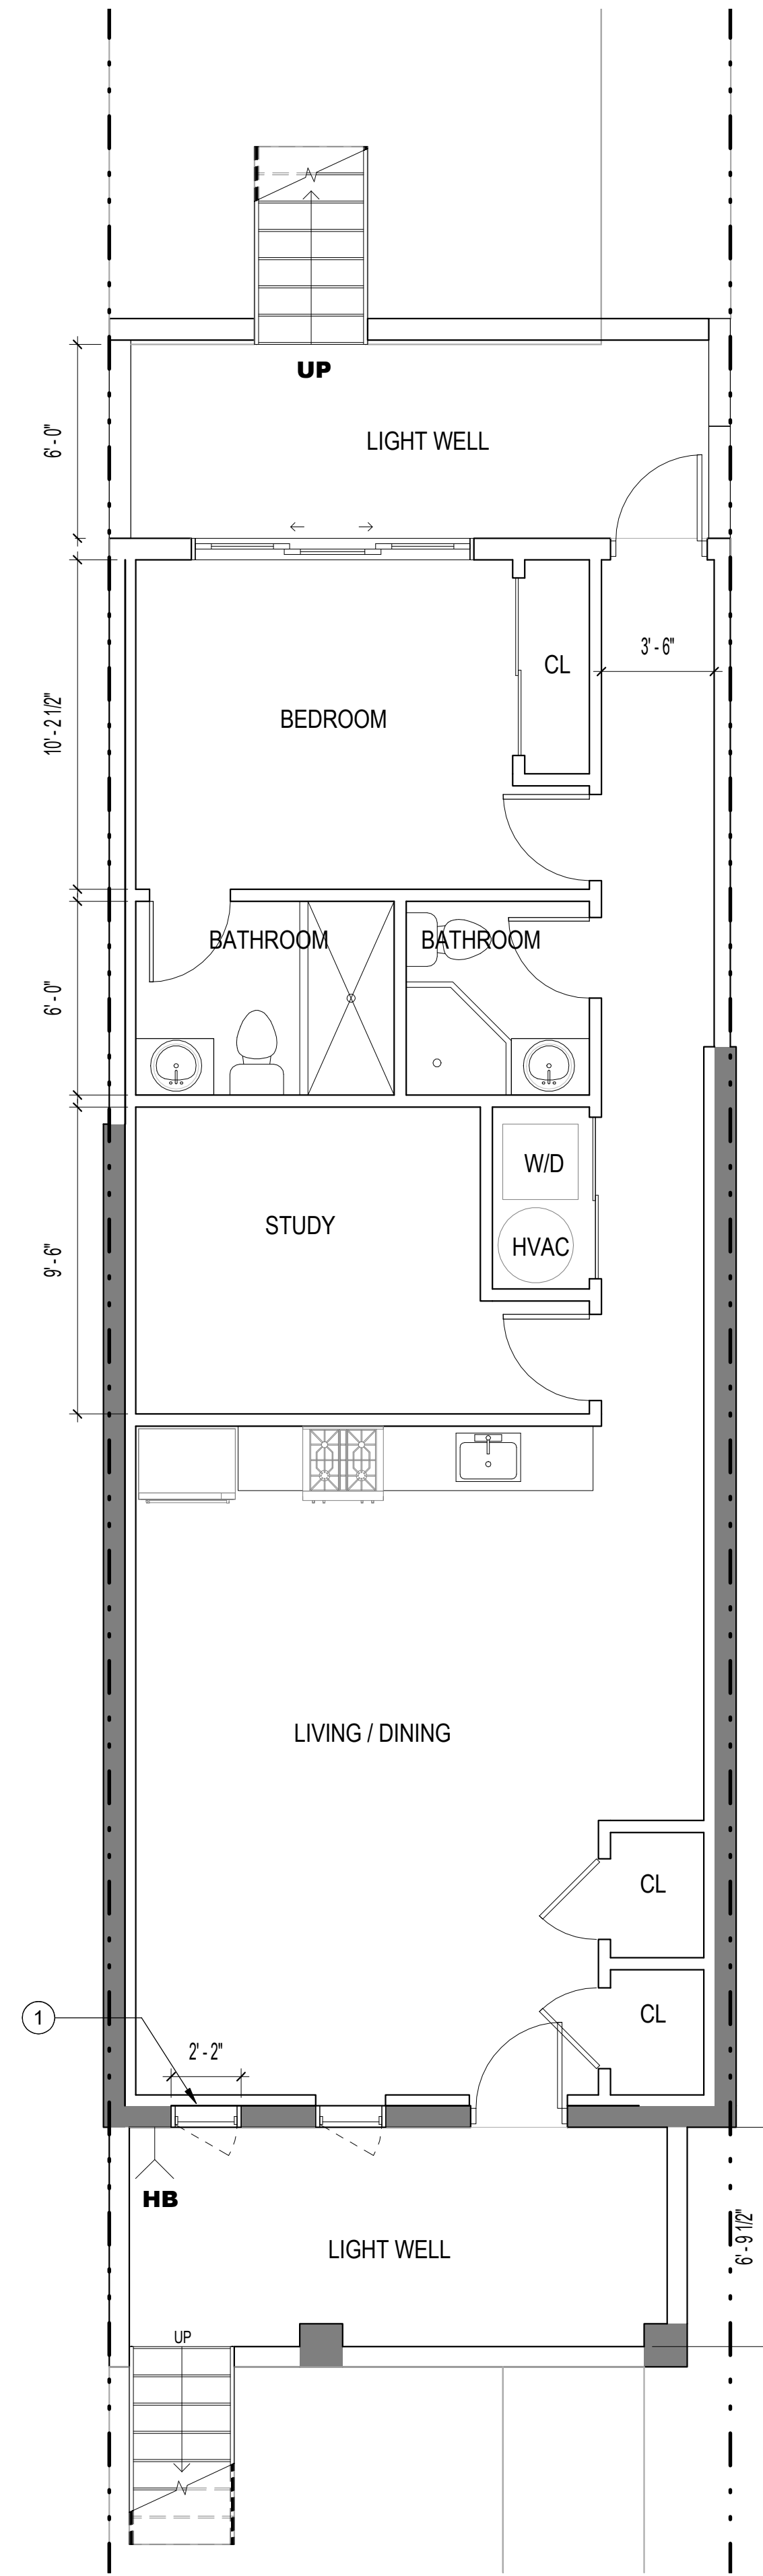 UP
LIGHT WELL
6' - 0"
3' - 6"
CL
BEDROOM
10' - 2 1/2"
BATHROOM
BATHROOM
6' - 0"
W/D
STUDY
HVAC
9' - 6"
LIVING / DINING
CL
CL
1
2' - 2"
HB
LIGHT WELL
6' - 9 1/2"
UP